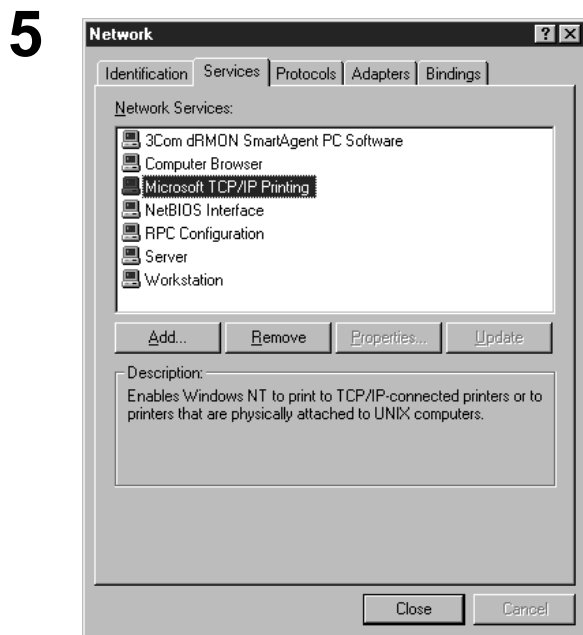 5
Network
? X
Identification Services Protocols Adapters Bindings
Network Services:
3Com dRMON SmartAgent PC Software
Computer Browser
Microsoft TCP/IP Printing
NetBIOS Interface
RPC Configuration
Server
Workstation
Add... Remove Properties... Update
Description:
Enables Windows NT to print to TCP/IP-connected printers or to
printers that are physically attached to UNIX computers.
Close Cancel